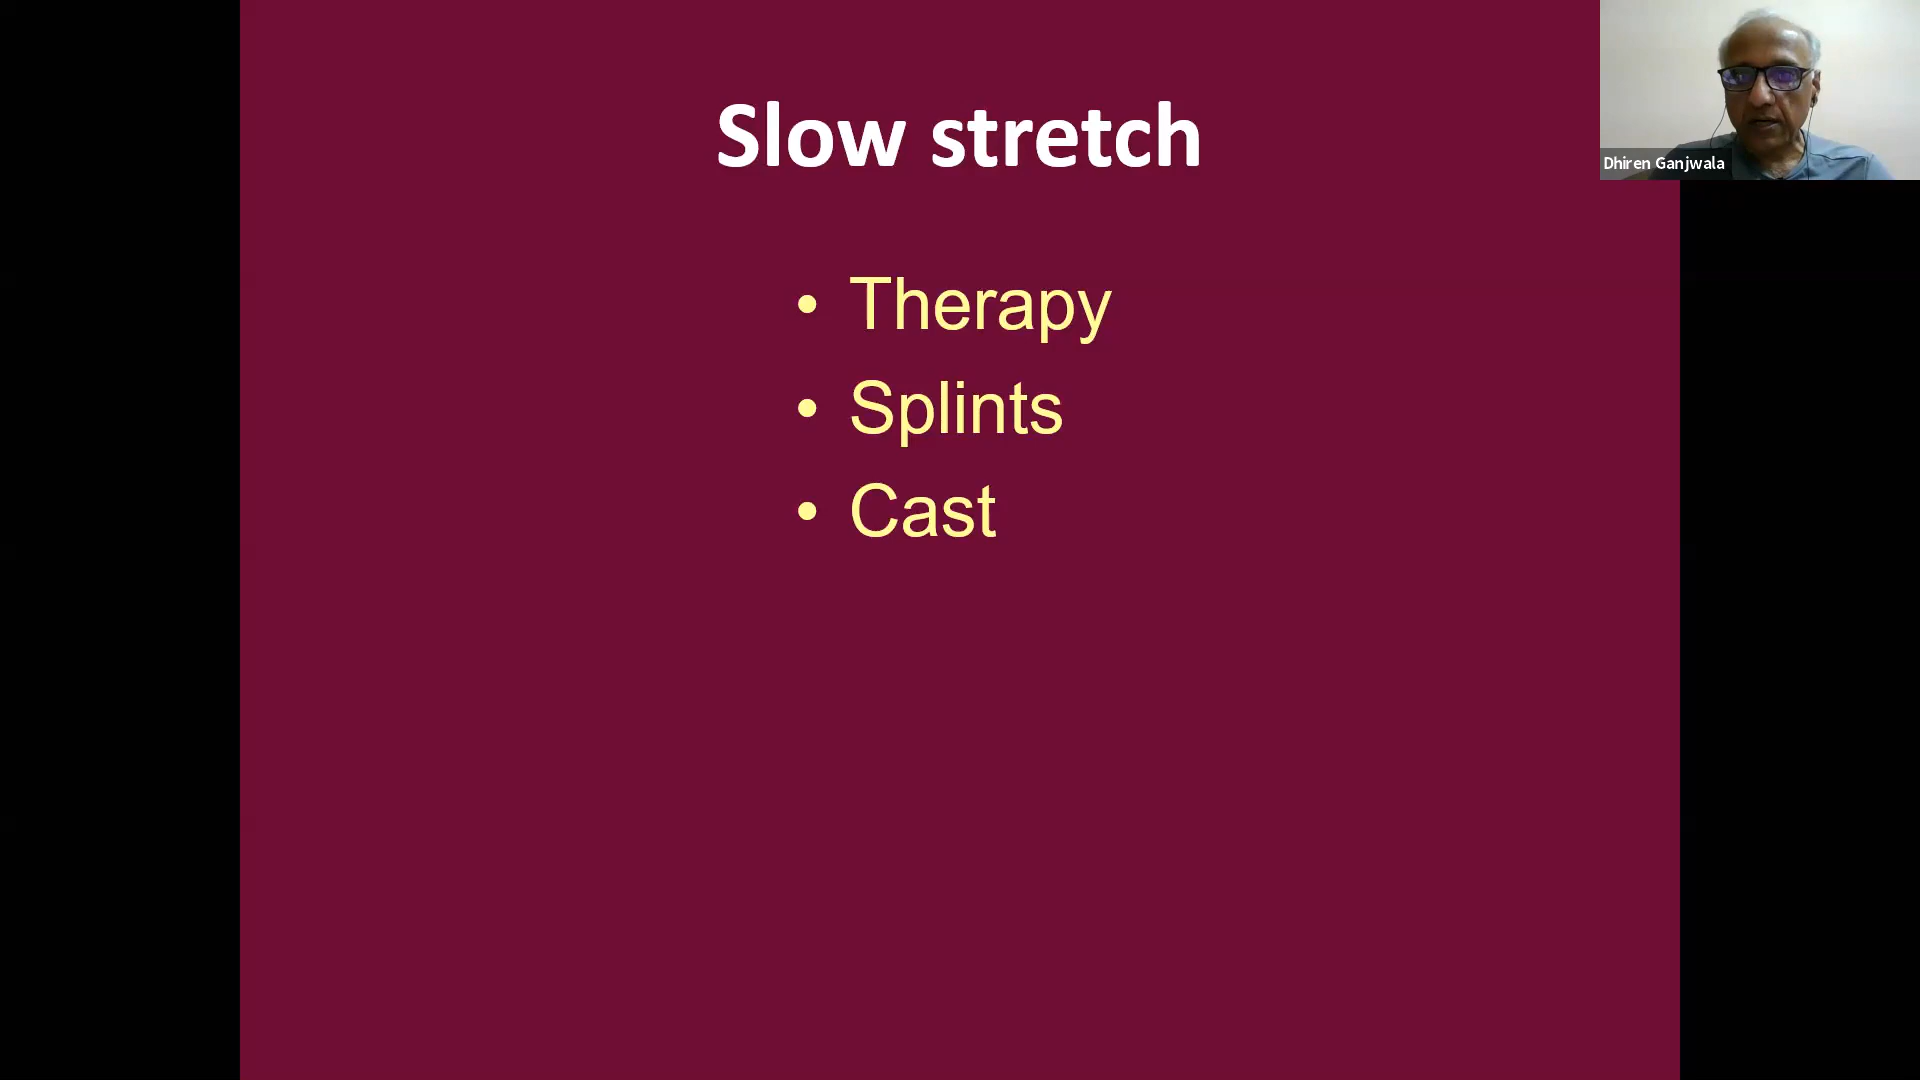 Slow stretch
• Therapy
• Splints
• Cast
Dhiren Ganjwala